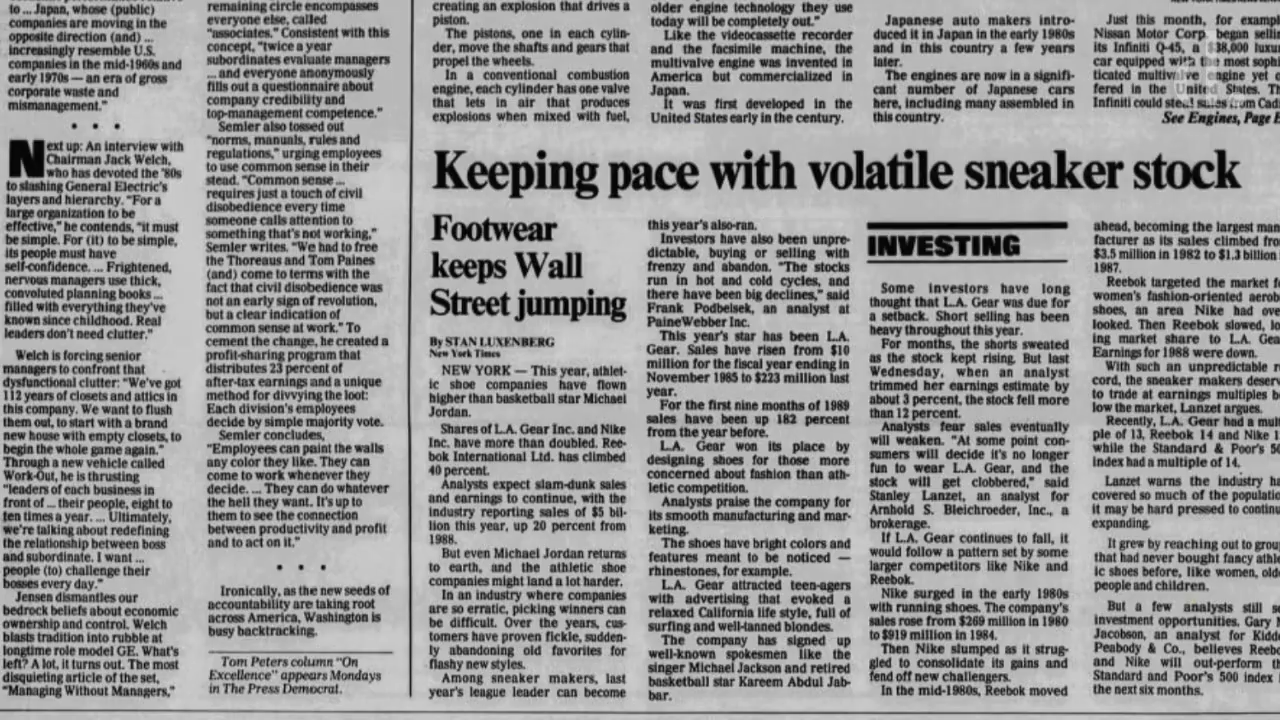 to ... Japan, whose (public)
companies are moving in the
opposite direction (and) ...
increasingly resemble U.S.
companies in the mid-1960s and
early 1970s — an era of gross
corporate waste and
mismanagement."
• • •
Next up: An interview with
Chairman Jack Welch,
who has devoted the '80s
to slashing General Electric's
layers and hierarchy. "For a
large organization to be
effective," he contends, "it must
be simple. For (it) to be simple,
its people must have
self-confidence. ... Frightened,
nervous managers use thick,
convoluted planning books ...
filled with everything they've
known since childhood. Real
leaders don't need clutter."
Welch is forcing senior
managers to confront that
dysfunctional clutter: "We've got
112 years of closets and attics in
this company. We want to flush
them out, to start with a brand
new house with empty closets, to
begin the whole game again."
Through a new vehicle called
Work-Out, he is thrusting
"leaders of each business in
front of ... their people, eight to
ten times a year. ... Ultimately,
we're talking about redefining
the relationship between boss
and subordinate. I want ...
people (to) challenge their
bosses every day."
Jensen dismantles our
bedrock beliefs about economic
ownership and control. Welch
blasts tradition into rubble at
longtime role model GE. What's
left? A lot, it turns out. The most
disquieting article of the set,
"Managing Without Managers,"
remaining circle encompasses
everyone else, called
"associates." Consistent with this
concept, "twice a year
subordinates evaluate managers
... and everyone anonymously
fills out a questionnaire about
company credibility and
top-management competence."
Semler also tossed out
"norms, manuals, rules and
regulations," urging employees
to use common sense in their
stead. "Common sense ...
requires just a touch of civil
disobedience every time
someone calls attention to
something that's not working,"
Semler writes. "We had to free
the Thoreaus and Tom Paines
(and) come to terms with the
fact that civil disobedience was
not an early sign of revolution,
but a clear indication of
common sense at work." To
cement the change, he created a
profit-sharing program that
distributes 23 percent of
after-tax earnings and a unique
method for divvying the loot:
Each division's employees
decide by simple majority vote.
Semler concludes,
"Employees can paint the walls
any color they like. They can
come to work whenever they
decide. ... They can do whatever
the hell they want. It's up to
them to see the connection
between productivity and profit
and to act on it."
• • •
Ironically, as the new seeds of
accountability are taking root
across America, Washington is
busy backtracking.
Tom Peters column "On
Excellence" appears Mondays
in The Press Democrat.
creating an explosion that drives a
piston.
The pistons, one in each cylin-
der, move the shafts and gears that
propel the wheels.
In a conventional combustion
engine, each cylinder has one valve
that lets in air that produces
explosions when mixed with fuel,
older engine technology they use
today will be completely out."
Like the videocassette recorder
and the facsimile machine, the
multivalve engine was invented in
America but commercialized in
Japan.
It was first developed in the
United States early in the century.
Japanese auto makers intro-
duced it in Japan in the early 1980s
and in this country a few years
later.
The engines are now in a signifi-
cant number of Japanese cars
here, including many assembled in
this country.
Just this month, for exampl
Nissan Motor Corp. began sellin
its Infiniti Q-45, a $38,000 luxur
car equipped with the most sophi
ticated multivalve engine yet o
fered in the United States. Th
Infiniti could steal sales from Cad
See Engines, Page E
Keeping pace with volatile sneaker stock
Footwear
keeps Wall
Street jumping
By STAN LUXENBERG
New York Times
NEW YORK — This year, athlet-
ic shoe companies have flown
higher than basketball star Michael
Jordan.
Shares of L.A. Gear Inc. and Nike
Inc. have more than doubled. Ree-
bok International Ltd. has climbed
40 percent.
Analysts expect slam-dunk sales
and earnings to continue, with the
industry reporting sales of $5 bil-
lion this year, up 20 percent from
1988.
But even Michael Jordan returns
to earth, and the athletic shoe
companies might land a lot harder.
In an industry where companies
are so erratic, picking winners can
be difficult. Over the years, cus-
tomers have proven fickle, sudden-
ly abandoning old favorites for
flashy new styles.
Among sneaker makers, last
year's league leader can become
this year's also-ran.
Investors have also been unpre-
dictable, buying or selling with
frenzy and abandon. "The stocks
run in hot and cold cycles, and
there have been big declines," said
Frank Podbelsek, an analyst at
PaineWebber Inc.
This year's star has been L.A.
Gear. Sales have risen from $10
million for the fiscal year ending in
November 1985 to $223 million last
year.
For the first nine months of 1989
sales have been up 182 percent
from the year before.
L.A. Gear won its place by
designing shoes for those more
concerned about fashion than ath-
letic competition.
Analysts praise the company for
its smooth manufacturing and mar-
keting.
The shoes have bright colors and
features meant to be noticed —
rhinestones, for example.
L.A. Gear attracted teen-agers
with advertising that evoked a
relaxed California life style, full of
surfing and well-tanned blondes.
The company has signed up
well-known spokesmen like the
singer Michael Jackson and retired
basketball star Kareem Abdul Jab-
bar.
INVESTING
Some investors have long
thought that L.A. Gear was due for
a setback. Short selling has been
heavy throughout this year.
For months, the shorts sweated
as the stock kept rising. But last
Wednesday, when an analyst
trimmed her earnings estimate by
about 3 percent, the stock fell more
than 12 percent.
Analysts fear sales eventually
will weaken. "At some point con-
sumers will decide it's no longer
fun to wear L.A. Gear, and the
stock will get clobbered," said
Stanley Lanzet, an analyst for
Arnhold S. Bleichroeder, Inc., a
brokerage.
If L.A. Gear continues to fall, it
would follow a pattern set by some
larger competitors like Nike and
Reebok.
Nike surged in the early 1980s
with running shoes. The company's
sales rose from $269 million in 1980
to $919 million in 1984.
Then Nike slumped as it strug-
gled to consolidate its gains and
fend off new challengers.
In the mid-1980s, Reebok moved
ahead, becoming the largest man
facturer as its sales climbed fro
$3.5 million in 1982 to $1.3 billion
1987.
Reebok targeted the market f
women's fashion-oriented aerob
shoes, an area Nike had ove
looked. Then Reebok slowed, l
ing market share to L.A. Gea
Earnings for 1988 were down.
With such an unpredictable r
cord, the sneaker makers deserv
to trade at earnings multiples b
low the market, Lanzet argues.
Recently, L.A. Gear had a mult
ple of 13, Reebok 14 and Nike 1
while the Standard & Poor's 50
index had a multiple of 14.
Lanzet warns the industry ha
covered so much of the populatio
it may be hard pressed to continu
expanding.
It grew by reaching out to grou
that had never bought fancy athle
ic shoes before, like women, olde
people and children.
But a few analysts still s
investment opportunities. Gary
Jacobson, an analyst for Kidde
Peabody & Co., believes Reebo
and Nike will out-perform th
Standard and Poor's 500 index
the next six months.